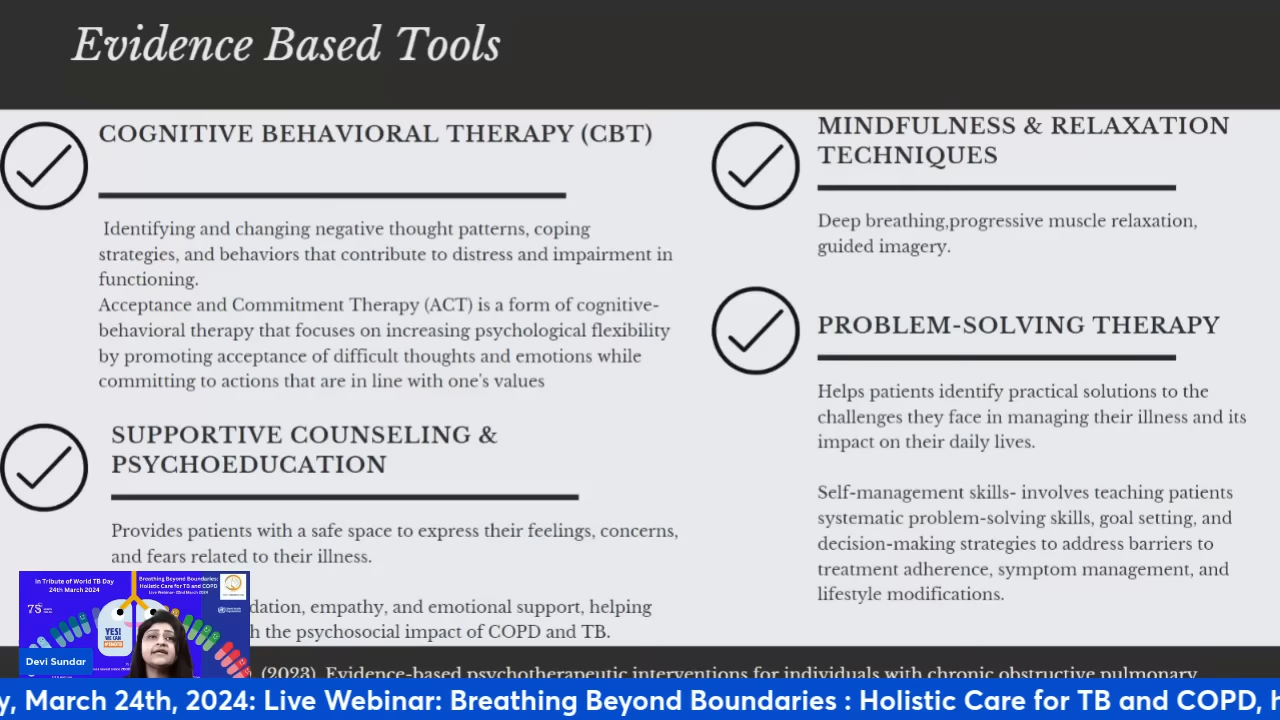 Evidence Based Tools
COGNITIVE BEHAVIORAL THERAPY (CBT)
Identifying and changing negative thought patterns, coping
strategies, and behaviors that contribute to distress and impairment in
functioning.
Acceptance and Commitment Therapy (ACT) is a form of cognitive-
behavioral therapy that focuses on increasing psychological flexibility
by promoting acceptance of difficult thoughts and emotions while
committing to actions that are in line with one's values
SUPPORTIVE COUNSELING &
PSYCHOEDUCATION
Provides patients with a safe space to express their feelings, concerns,
and fears related to their illness.
dation, empathy, and emotional support, helping
h the psychosocial impact of COPD and TB.
MINDFULNESS & RELAXATION
TECHNIQUES
Deep breathing,progressive muscle relaxation,
guided imagery.
PROBLEM-SOLVING THERAPY
Helps patients identify practical solutions to the
challenges they face in managing their illness and its
impact on their daily lives.
Self-management skills- involves teaching patients
systematic problem-solving skills, goal setting, and
decision-making strategies to address barriers to
treatment adherence, symptom management, and
lifestyle modifications.
In Tribute of World TB Day
24th March 2024
Breathing Beyond Boundaries:
Holistic Care for TB and COPD
75
YES!
WE CAN
Devi Sundar
(2023). Evidence-based psychotherapeutic interventions for individuals with chronic obstructive pulmonary
y, March 24th, 2024: Live Webinar: Breathing Beyond Boundaries : Holistic Care for TB and COPD, h